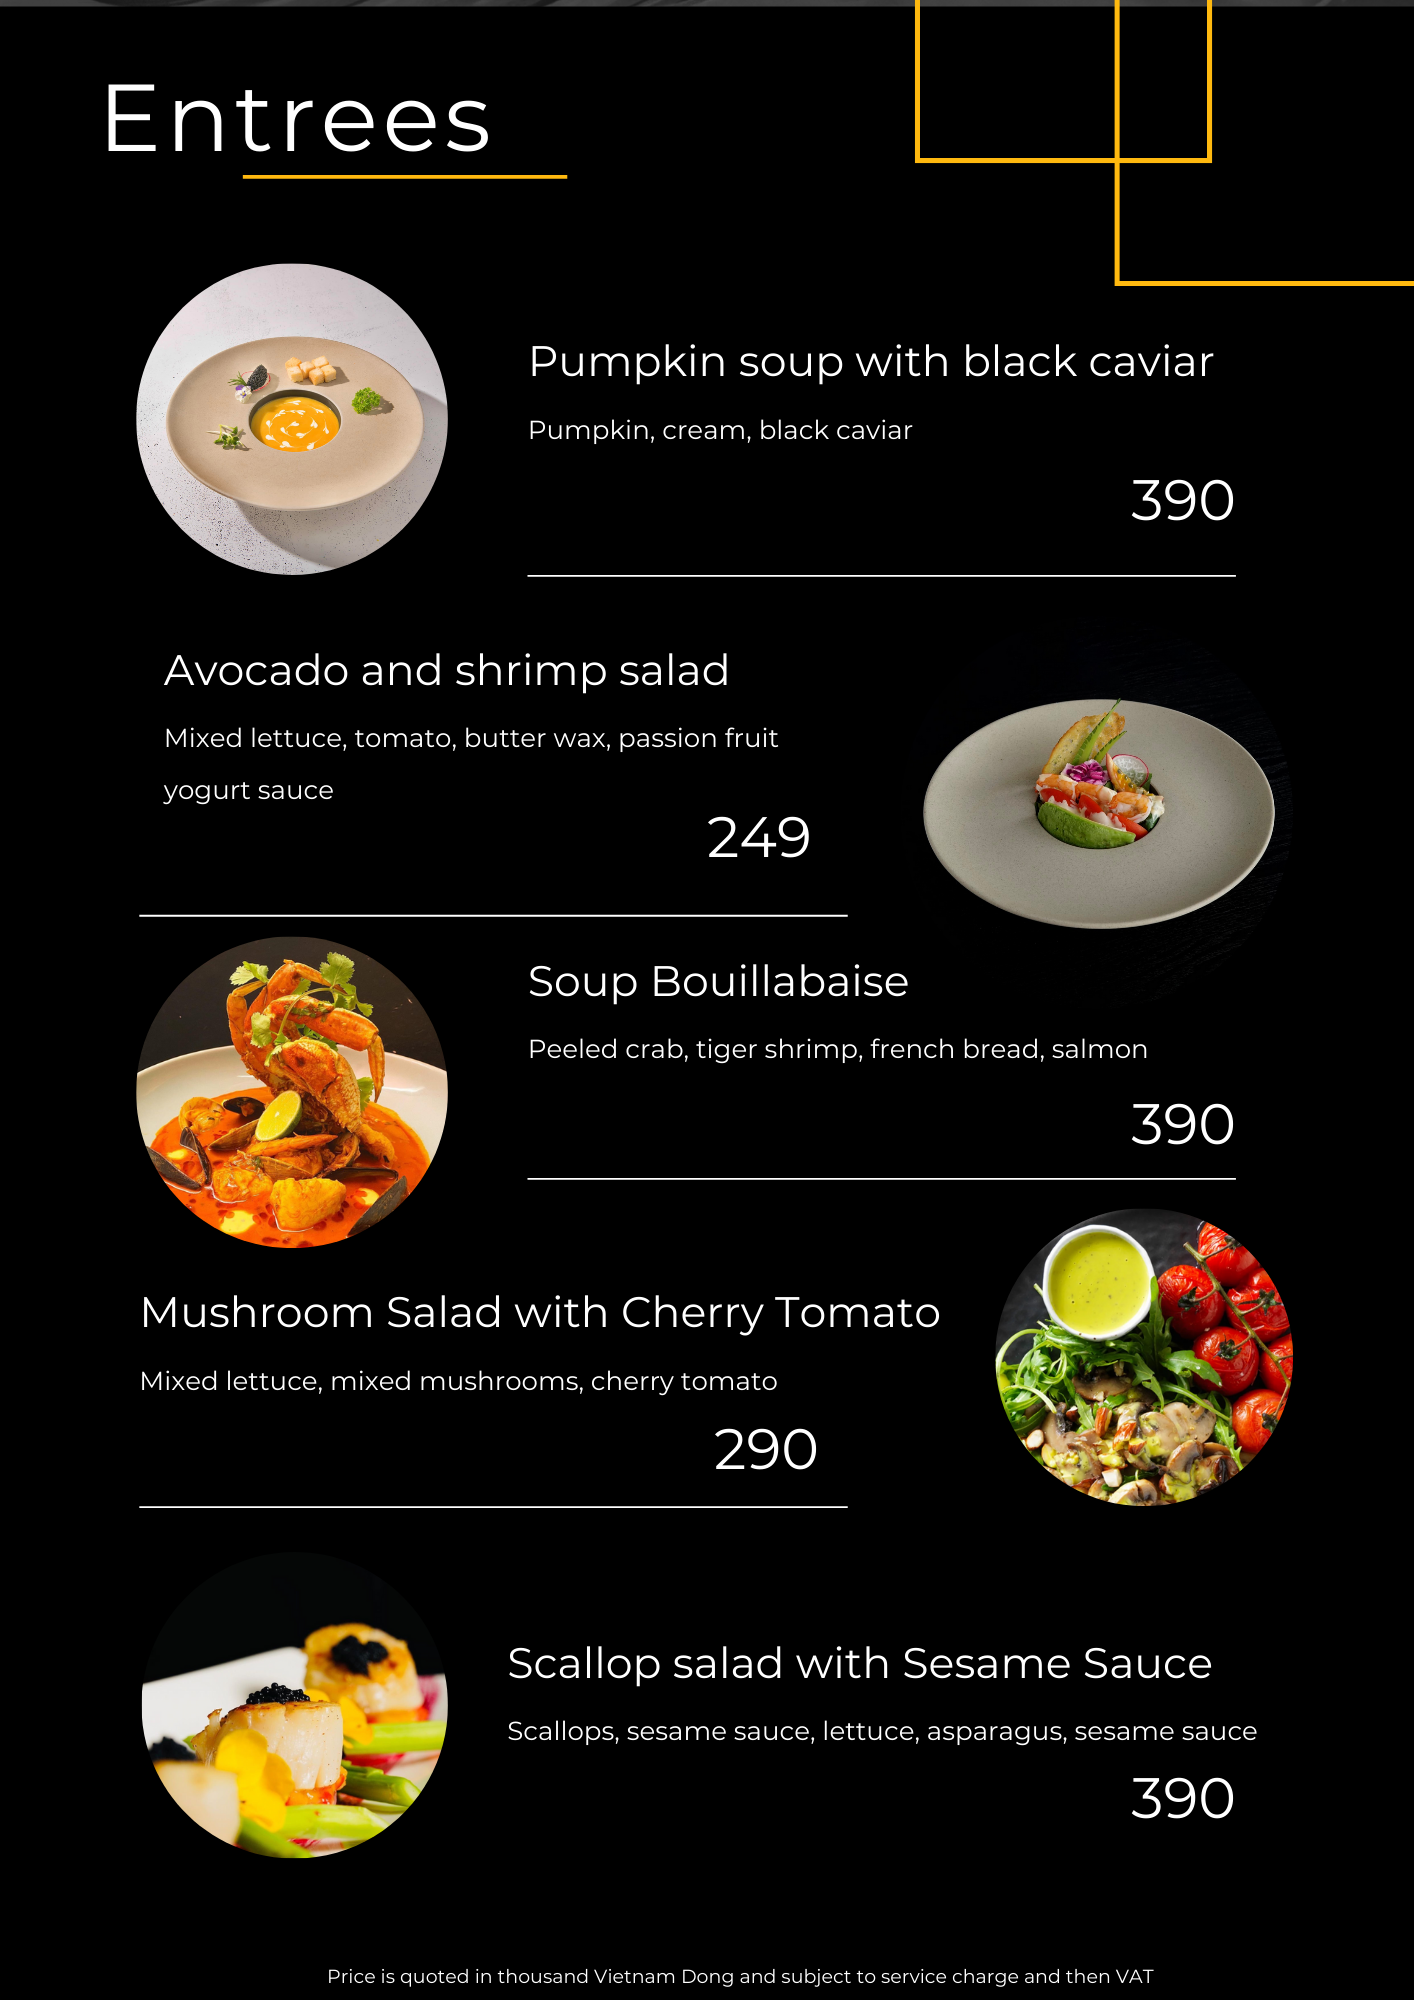 Entrees
Pumpkin soup with black caviar
Pumpkin, cream, black caviar
390
Avocado and shrimp salad
Mixed lettuce, tomato, butter wax, passion fruit
yogurt sauce
249
Soup Bouillabaise
Peeled crab, tiger shrimp, french bread, salmon
390
Mushroom Salad with Cherry Tomato
Mixed lettuce, mixed mushrooms, cherry tomato
290
Scallop salad with Sesame Sauce
Scallops, sesame sauce, lettuce, asparagus, sesame sauce
390
Price is quoted in thousand Vietnam Dong and subject to service charge and then VAT